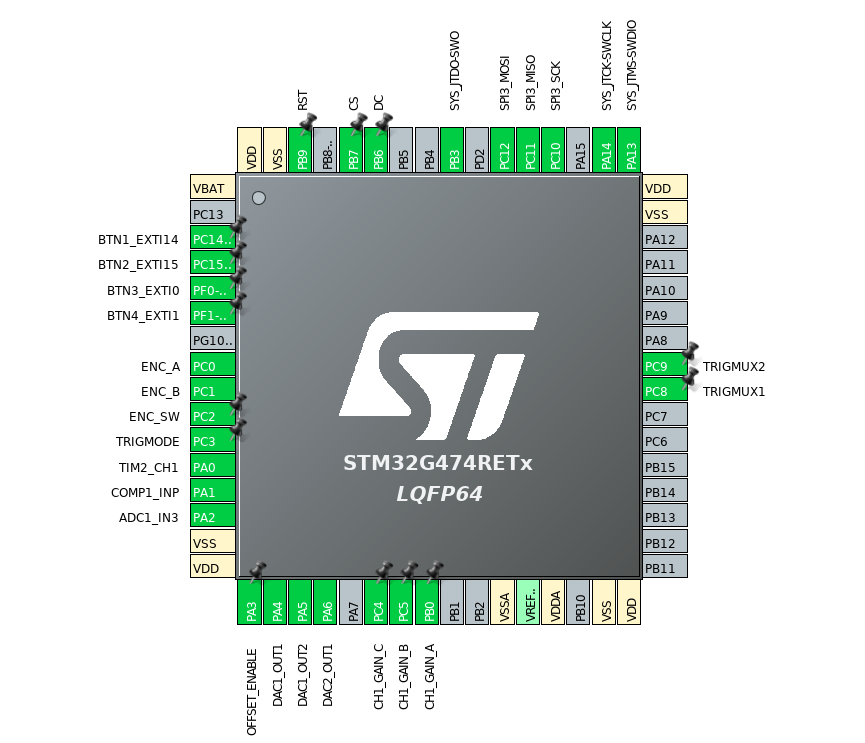 RST
CS
DC
SYS_JTDO-SWO
SPI3_MOSI
SPI3_MISO
SPI3_SCK
SYS_JTCK-SWCLK
SYS_JTMS-SWDIO
VDD
VSS
PB9
PB8-..
PB7
PB6
PB5
PB4
PB3
PD2
PC12
PC11
PC10
PA15
PA14
PA13
VBAT
PC13
BTN1_EXTI14 PC14..
BTN2_EXTI15 PC15..
BTN3_EXTI0 PF0-..
BTN4_EXTI1 PF1-..
PG10..
ENC_A PC0
ENC_B PC1
ENC_SW PC2
TRIGMODE PC3
TIM2_CH1 PA0
COMP1_INP PA1
ADC1_IN3 PA2
VSS
VDD
ST
STM32G474RETx
LQFP64
VDD
VSS
PA12
PA11
PA10
PA9
PA8
PC9 TRIGMUX2
PC8 TRIGMUX1
PC7
PC6
PB15
PB14
PB13
PB12
PB11
PA3
PA4
PA5
PA6
PA7
PC4
PC5
PB0
PB1
PB2
VSSA
VREF..
VDDA
PB10
VSS
VDD
OFFSET_ENABLE
DAC1_OUT1
DAC1_OUT2
DAC2_OUT1
CH1_GAIN_C
CH1_GAIN_B
CH1_GAIN_A